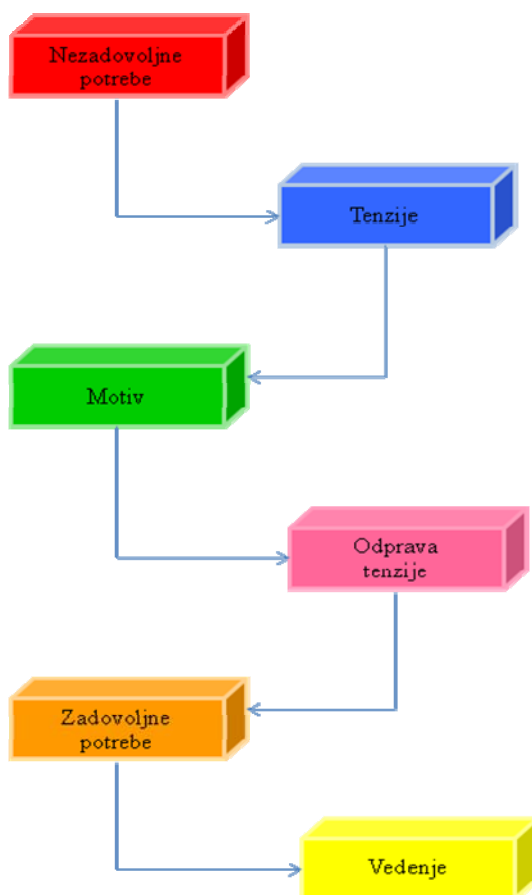 Nezadovoljne
potrebe
Tenzije
Motiv
Odprava
tenzije
Zadovoljne
potrebe
Vedenje